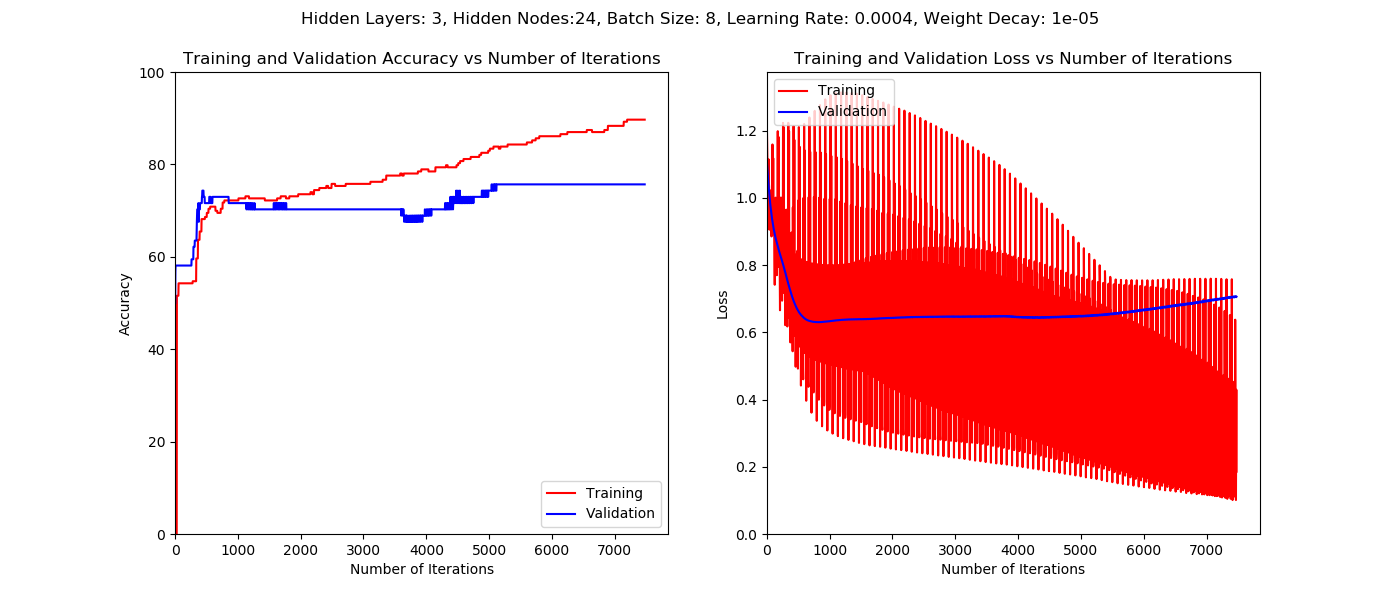 Hidden Layers: 3, Hidden Nodes:24, Batch Size: 8, Learning Rate: 0.0004, Weight Decay: 1e-05
Training and Validation Accuracy vs Number of Iterations
100
80
60
40
20
0
Accuracy
0 1000 2000 3000 4000 5000 6000 7000
Number of Iterations
Training
Validation
Training and Validation Loss vs Number of Iterations
Training
Validation
1.2
1.0
0.8
0.6
0.4
0.2
0.0
Loss
0 1000 2000 3000 4000 5000 6000 7000
Number of Iterations